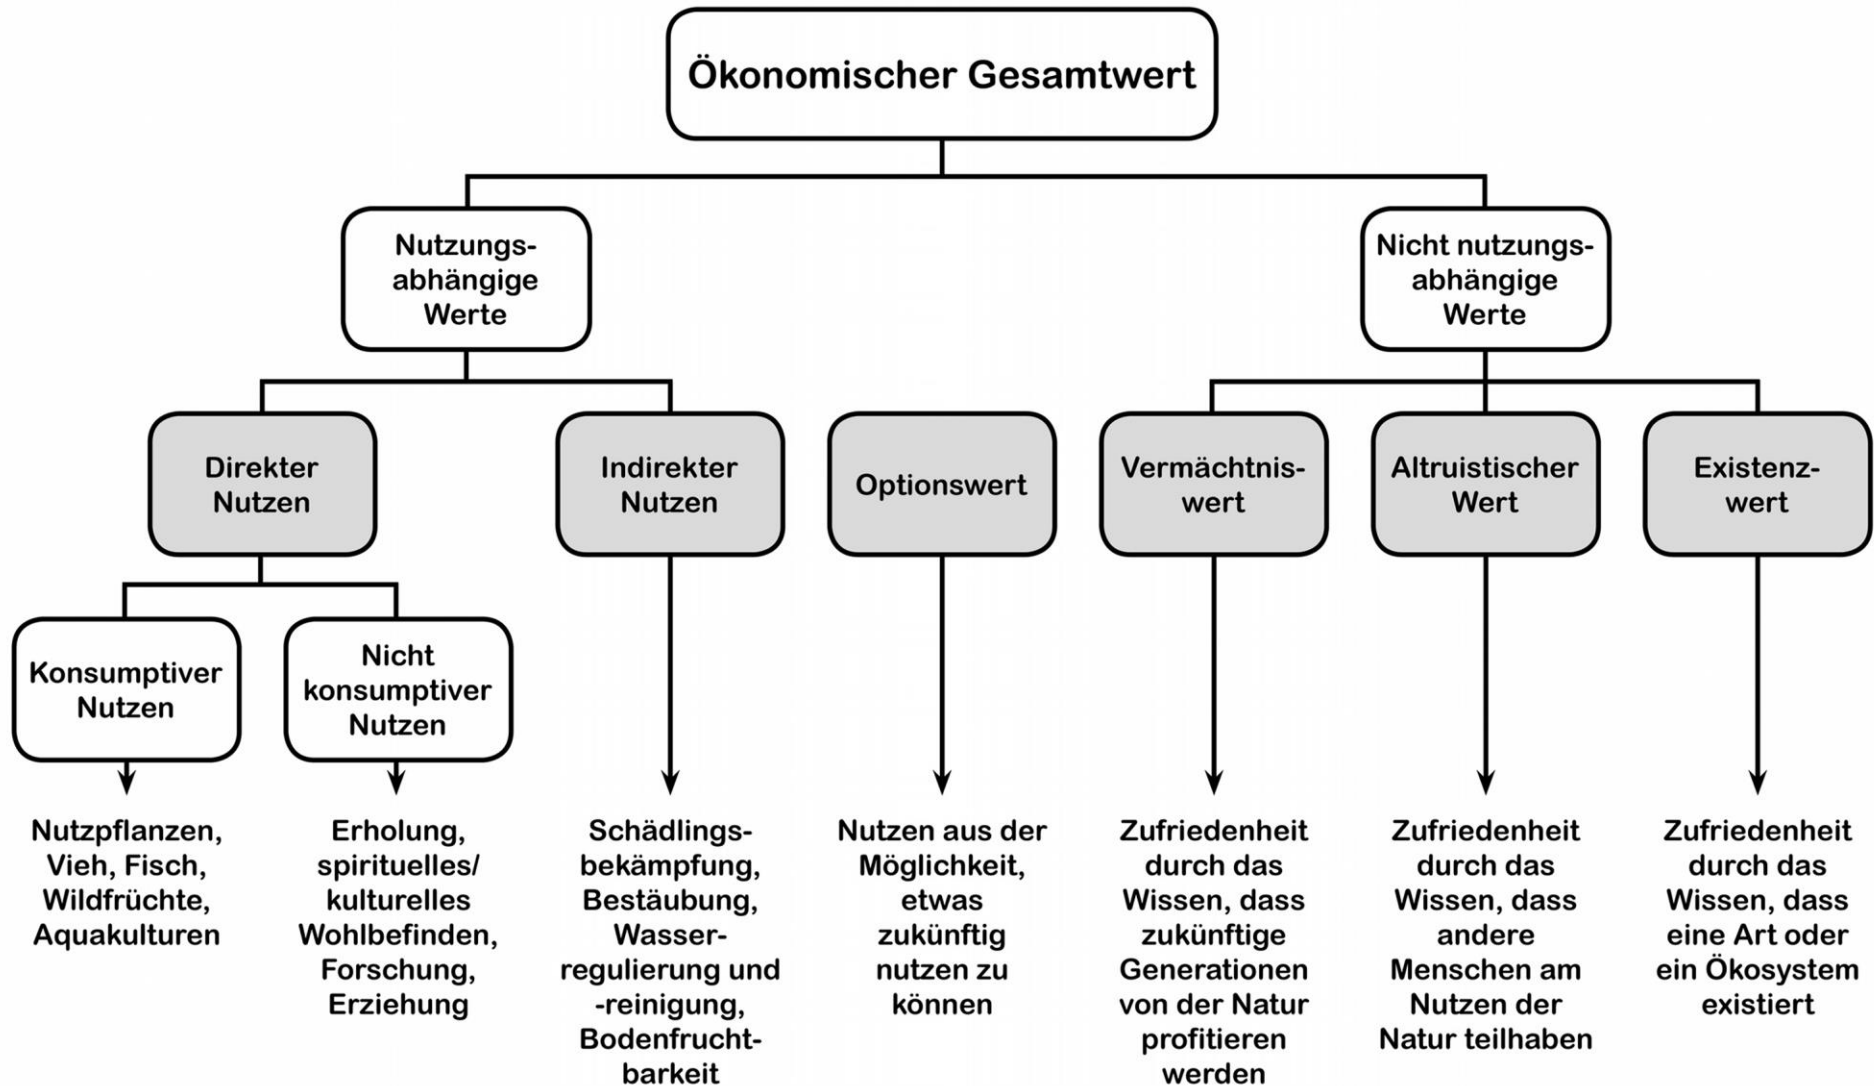 Ökonomischer Gesamtwert
Nutzungs-
abhängige
Werte
Nicht nutzungs-
abhängige
Werte
Direkter
Nutzen
Indirekter
Nutzen
Optionswert
Vermächtnis-
wert
Altruistischer
Wert
Existenz-
wert
Konsumptiver
Nutzen
Nicht
konsumptiver
Nutzen
Nutzpflanzen,
Vieh, Fisch,
Wildfrüchte,
Aquakulturen
Erholung,
spirituelles/
kulturelles
Wohlbefinden,
Forschung,
Erziehung
Schädlings-
bekämpfung,
Bestäubung,
Wasser-
regulierung und
-reinigung,
Bodenfrucht-
barkeit
Nutzen aus der
Möglichkeit,
etwas
zukünftig
nutzen zu
können
Zufriedenheit
durch das
Wissen, dass
zukünftige
Generationen
von der Natur
profitieren
werden
Zufriedenheit
durch das
Wissen, dass
andere
Menschen am
Nutzen der
Natur teilhaben
Zufriedenheit
durch das
Wissen, dass
eine Art oder
ein Ökosystem
existiert